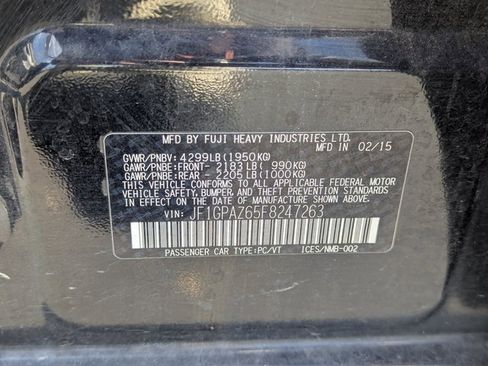 MFD BY FUJI HEAVY INDUSTRIES LTD.
MFD IN 02/15
GVWR/PNBV: 4299LB(1950KG)
GAWR/PNBE:FRONT- 2183LB( 990KG)
GAWR/PNBE:REAR - 2205LB(1000KG)
THIS VEHICLE CONFORMS TO ALL APPLICABLE FEDERAL MOTOR
VEHICLE SAFETY, BUMPER, AND THEFT PREVENTION STANDARDS
IN EFFECT ON THE DATE OF MANUFACTURE SHOWN ABOVE.
VIN: JF1GPAZ65F8247263
PASSENGER CAR TYPE:PC/VT ICES/NMB-002